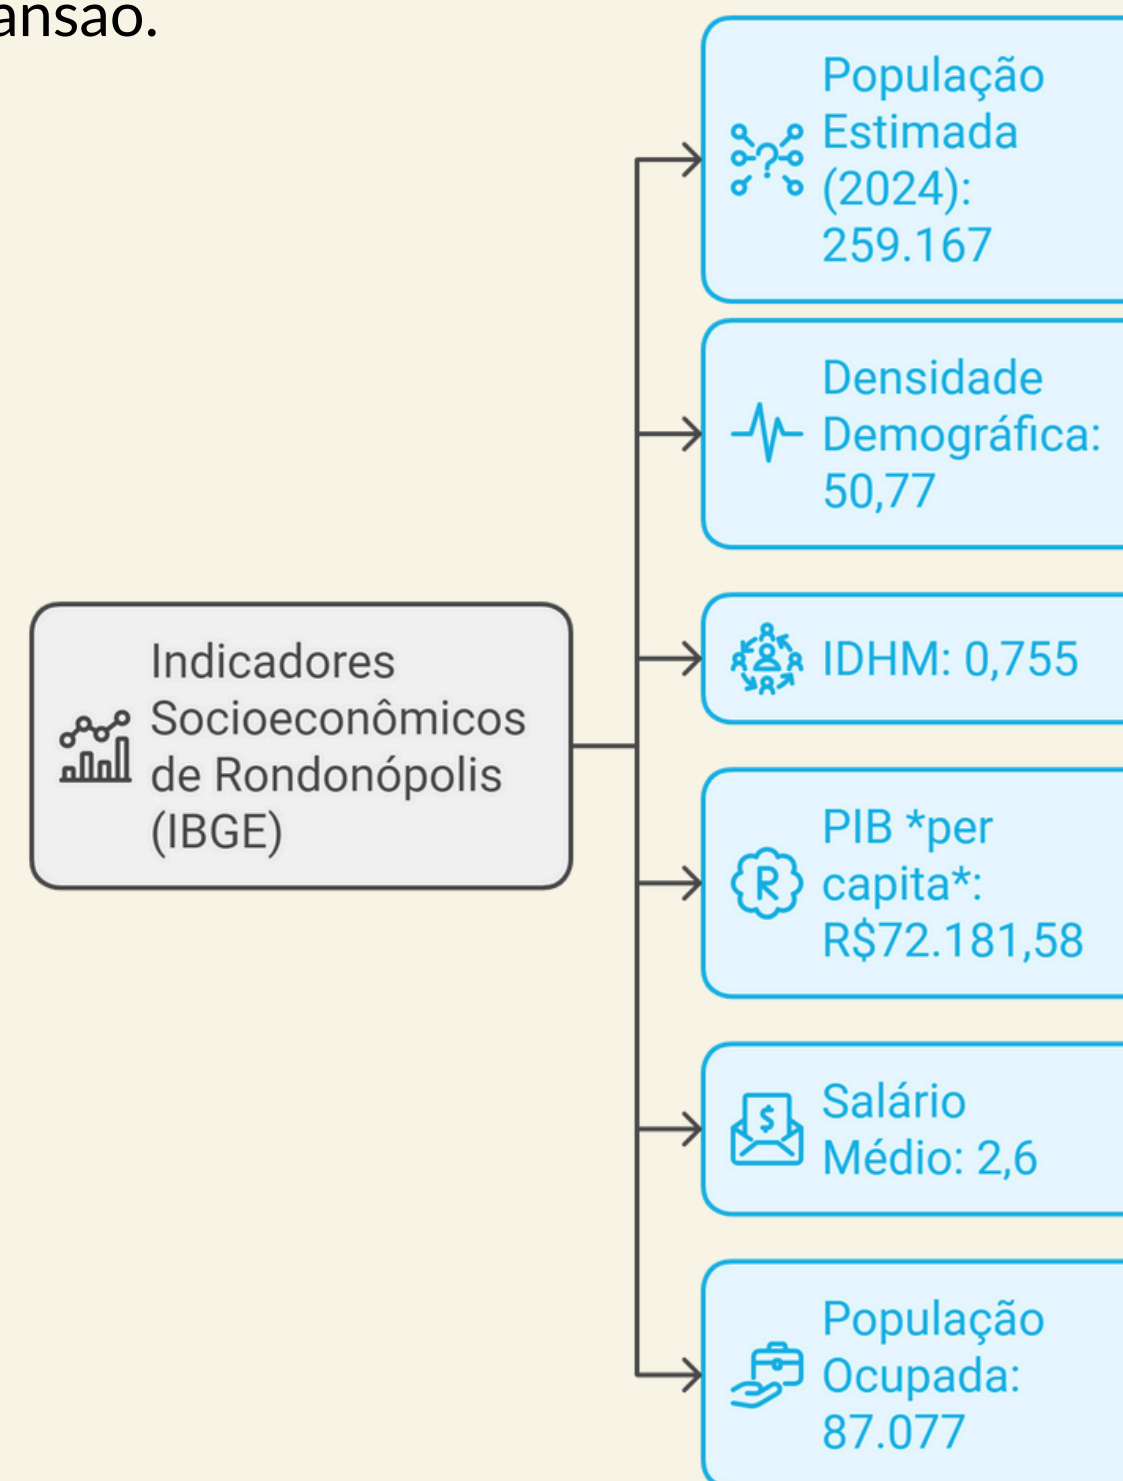 ansão.
População
Estimada
(2024):
259.167
Densidade
Demográfica:
50,77
Indicadores
Socioeconômicos
de Rondonópolis
(IBGE)
IDHM: 0,755
PIB *per
capita*:
R$72.181,58
Salário
Médio: 2,6
População
Ocupada:
87.077